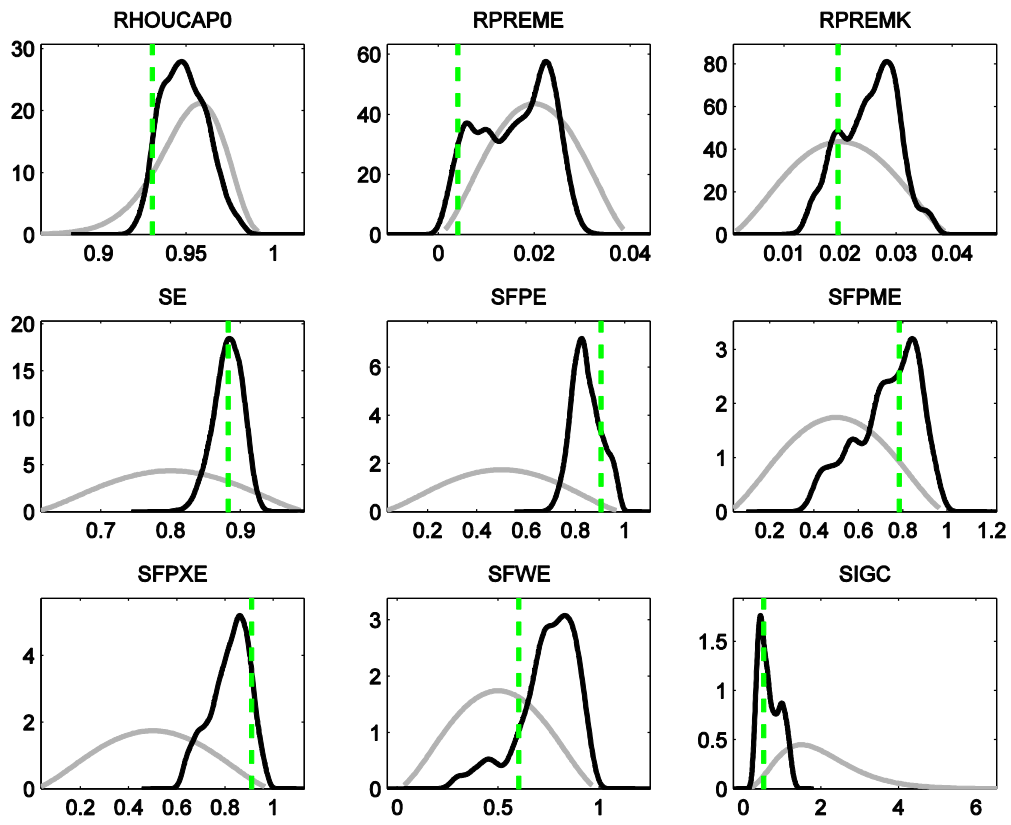 RHOUCAP0 RPREME RPREMK
30 60 80
20 40 60
10 20 40
0 0 20
0
0.9 0.95 1 0 0.02 0.04 0.01 0.02 0.03 0.04
SE SFPE SFPME
20 6 3
15 4 2
10 2 1
5 0 0
0
0.7 0.8 0.9 0.2 0.4 0.6 0.8 1 0.2 0.4 0.6 0.8 1 1.2
SFPXE SFWE SIGC
4 3 1.5
2 2 1
0 1 0.5
0 0
0.2 0.4 0.6 0.8 1 0 0.5 1 0 2 4 6